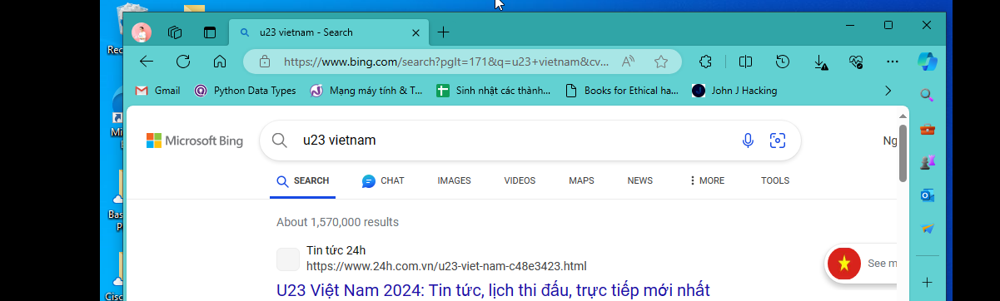 Rec
u23 vietnam - Search
https://www.bing.com/search?pglt=171&q=u23+vietnam&cv...
Gmail
Python Data Types
Mạng máy tính & T...
Sinh nhật các thành...
Books for Ethical ha...
John J Hacking
Mi
Microsoft Bing
u23 vietnam
Ng
SEARCH
CHAT
IMAGES
VIDEOS
MAPS
NEWS
MORE
TOOLS
Bas
P
About 1,570,000 results
Tin tức 24h
https://www.24h.com.vn/u23-viet-nam-c48e3423.html
See m
U23 Việt Nam 2024: Tin tức, lịch thi đấu, trực tiếp mới nhất
Cisc